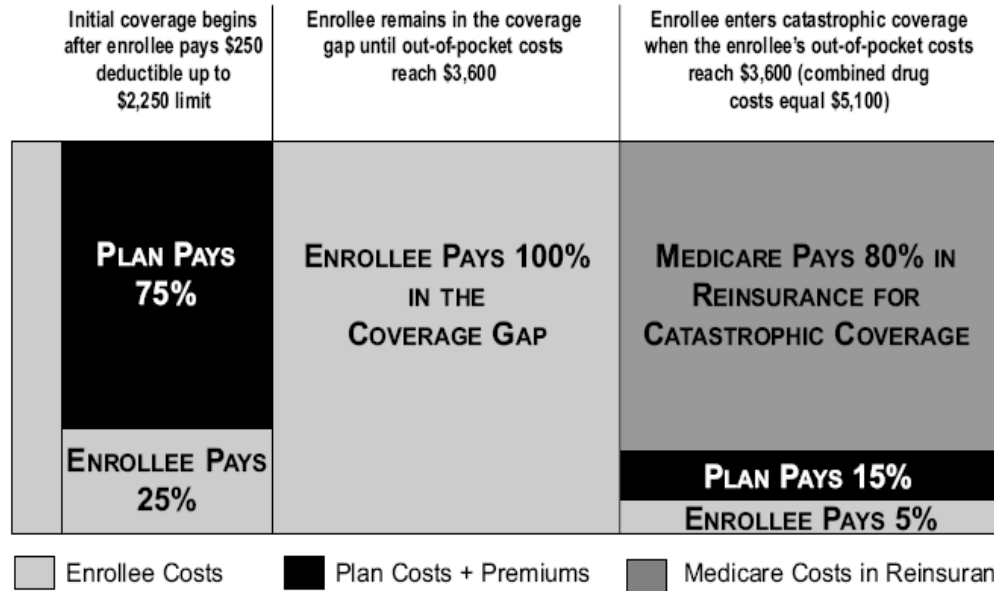 Initial coverage begins
after enrollee pays $250
deductible up to
$2,250 limit
Enrollee remains in the coverage
gap until out-of-pocket costs
reach $3,600
Enrollee enters catastrophic coverage
when the enrollee's out-of-pocket costs
reach $3,600 (combined drug
costs equal $5,100)
PLAN PAYS
75%
ENROLLEE PAYS
25%
ENROLLEE PAYS 100%
IN THE
COVERAGE GAP
MEDICARE PAYS 80% IN
REINSURANCE FOR
CATASTROPHIC COVERAGE
PLAN PAYS 15%
ENROLLEE PAYS 5%
Enrollee Costs
Plan Costs + Premiums
Medicare Costs in Reinsuran